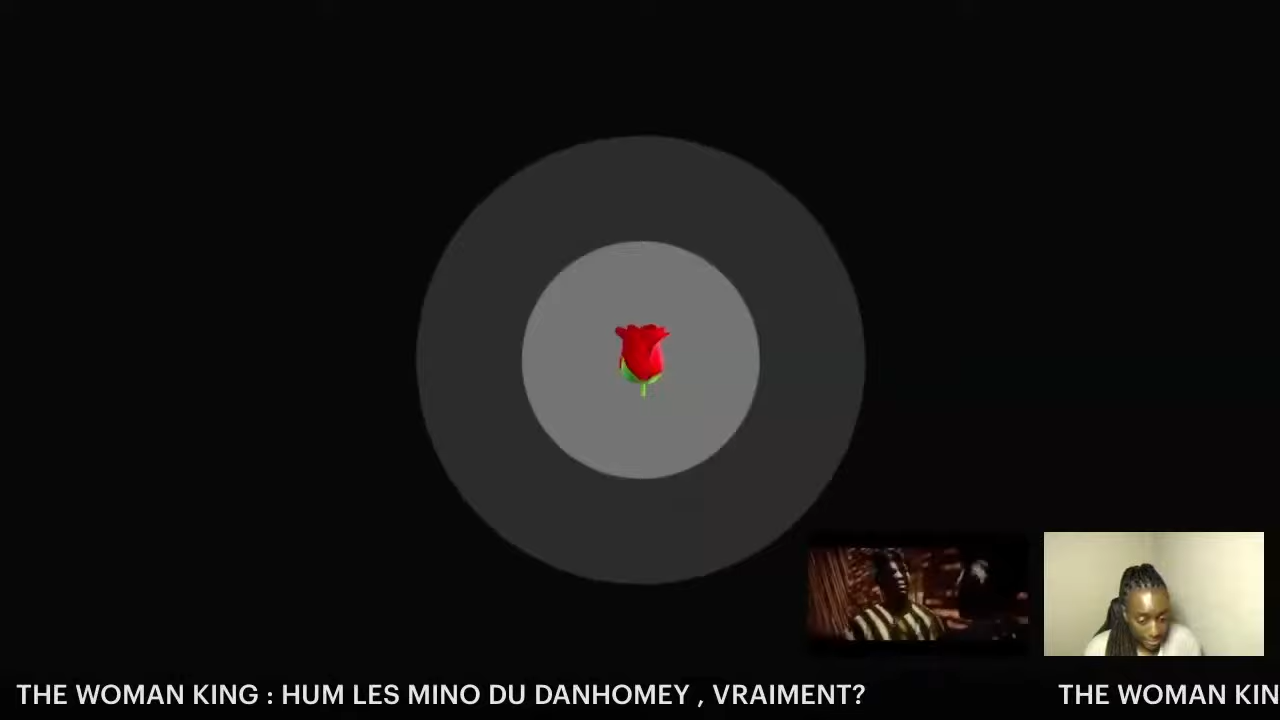 THE WOMAN KING : HUM LES MINO DU DANHOMEY , VRAIMENT? THE WOMAN KIN